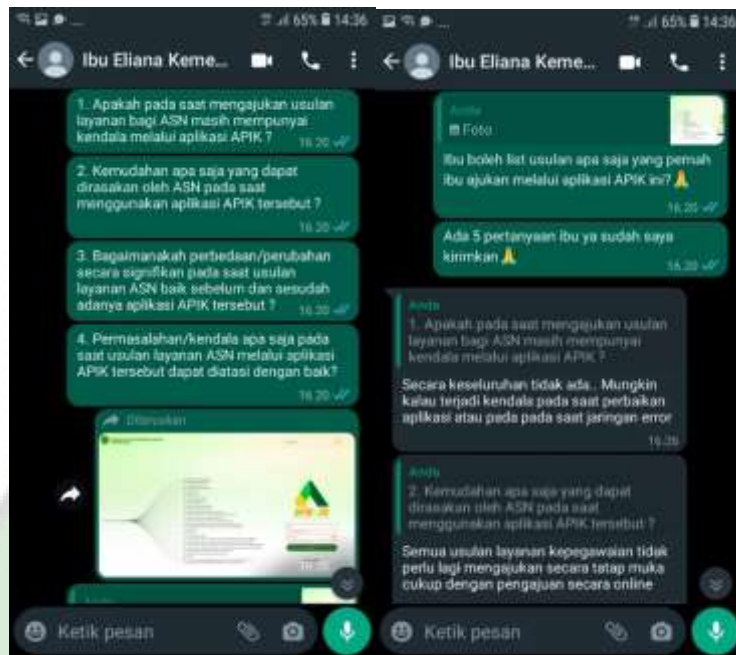 65% 14:36
Ibu Eliana Keme...
1. Apakah pada saat mengajukan usulan
layanan bagi ASN masih mempunyai
kendala melalui aplikasi APIK ?
16.20
2. Kemudahan apa saja yang dapat
dirasakan oleh ASN pada saat
menggunakan aplikasi APIK tersebut ?
16.20
3. Bagaimanakah perbedaan/perubahan
secara signifikan pada saat usulan
layanan ASN baik sebelum dan sesudah
adanya aplikasi APIK tersebut ?
16.20
4. Permasalahan/kendala apa saja pada
saat usulan layanan ASN melalui aplikasi
APIK tersebut dapat diatasi dengan baik?
16.20
Diteruskan
Ketik pesan
65% 14:36
Ibu Eliana Keme...
Anda
Foto
Ibu boleh list usulan apa saja yang pernah
ibu ajukan melalui aplikasi APIK ini?🙏
16.20
Ada 5 pertanyaan ibu ya sudah saya
kirimkan🙏
16.20
Anda
1. Apakah pada saat mengajukan usulan
layanan bagi ASN masih mempunyai
kendala melalui aplikasi APIK ?
Secara keseluruhan tidak ada.. Mungkin
kalau terjadi kendala pada saat perbaikan
aplikasi atau pada pada saat jaringan error
16.36
Anda
2. Kemudahan apa saja yang dapat
dirasakan oleh ASN pada saat
menggunakan aplikasi APIK tersebut ?
Semua usulan layanan kepegawaian tidak
perlu lagi mengajukan secara tatap muka
cukup dengan pengajuan secara online
Ketik pesan